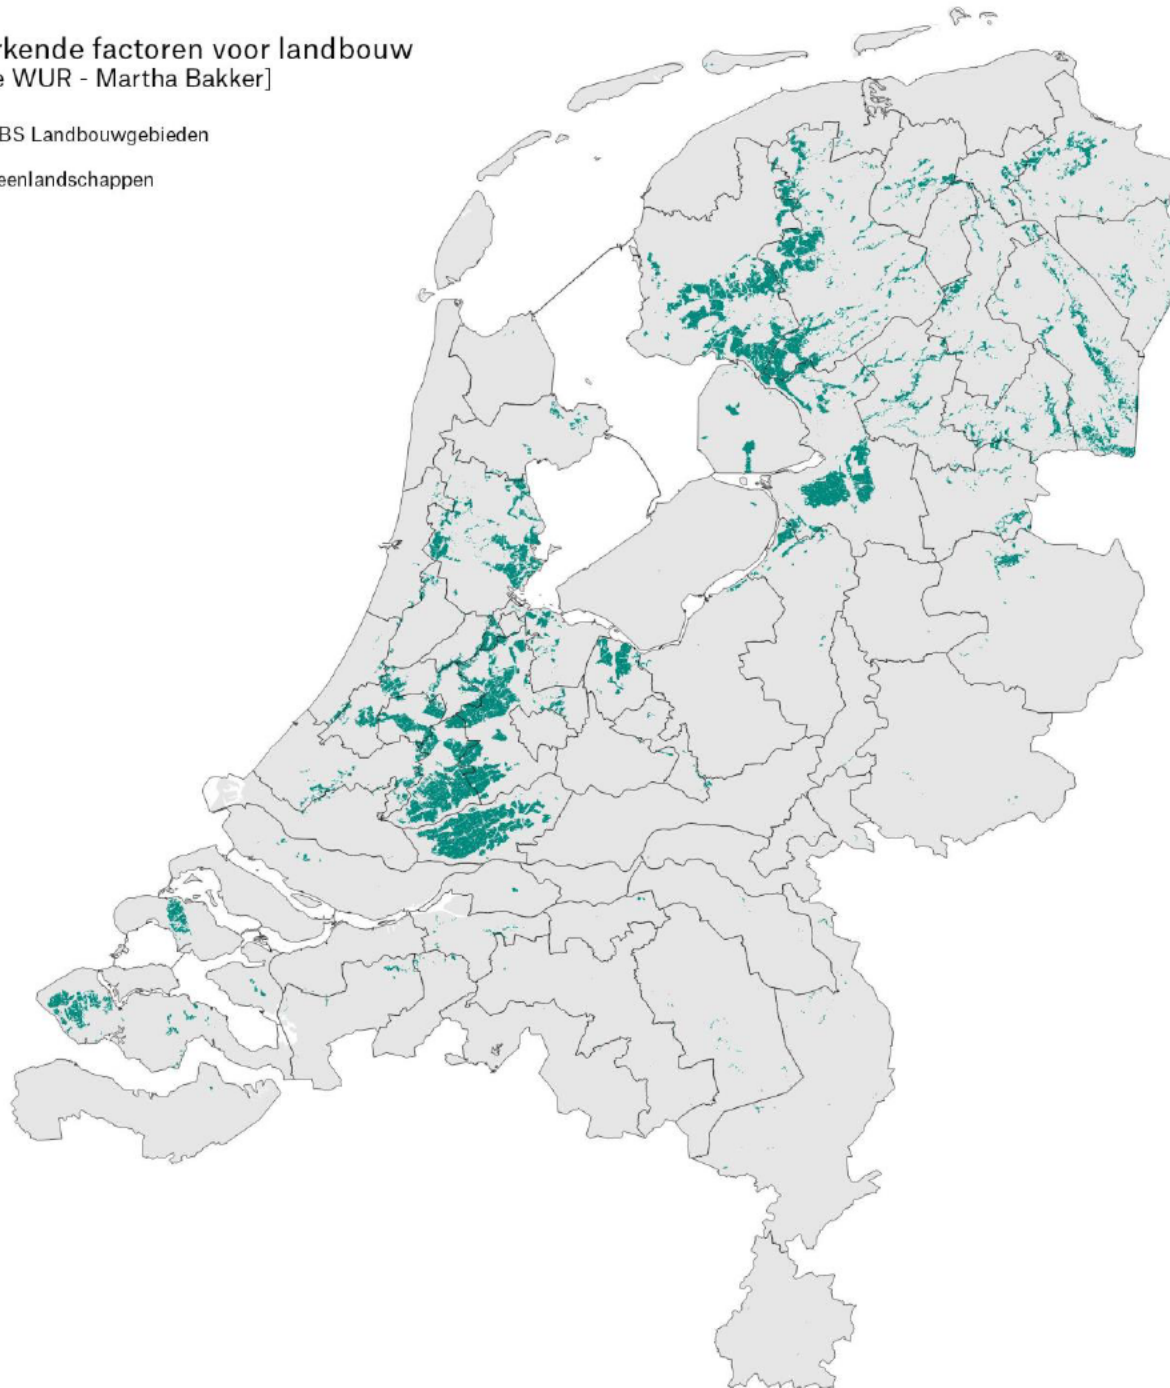 rkende factoren voor landbouw
e WUR - Martha Bakker]
BS Landbouwgebieden
eenlandschappen